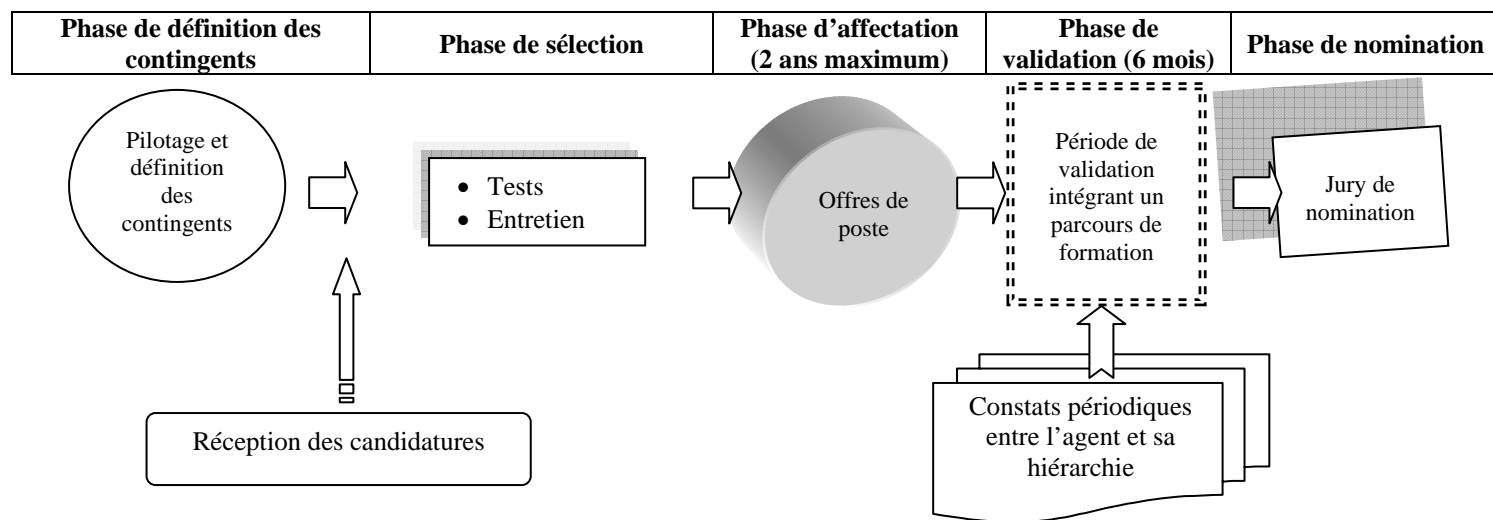 Phase de définition des
contingents
Phase de sélection
Phase d’affectation
(2 ans maximum)
Phase de
validation (6 mois)
Phase de nomination
Pilotage et
définition
des
contingents
• Tests
• Entretien
Offres de
poste
Période de
validation
intégrant un
parcours de
formation
Jury de
nomination
Réception des candidatures
Constats périodiques
entre l’agent et sa
hiérarchie